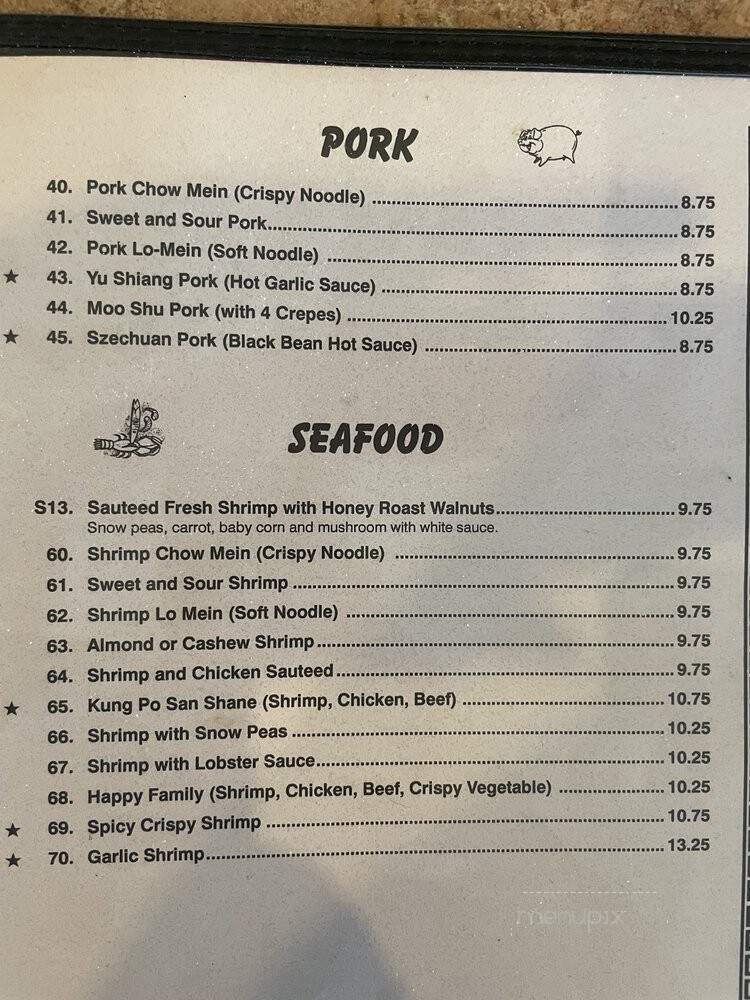 PORK
40. Pork Chow Mein (Crispy Noodle) 8.75
41. Sweet and Sour Pork 8.75
42. Pork Lo-Mein (Soft Noodle) 8.75
★ 43. Yu Shiang Pork (Hot Garlic Sauce) 8.75
44. Moo Shu Pork (with 4 Crepes) 10.25
★ 45. Szechuan Pork (Black Bean Hot Sauce) 8.75
SEAFOOD
S13. Sauteed Fresh Shrimp with Honey Roast Walnuts 9.75
Snow peas, carrot, baby corn and mushroom with white sauce.
60. Shrimp Chow Mein (Crispy Noodle) 9.75
61. Sweet and Sour Shrimp 9.75
62. Shrimp Lo Mein (Soft Noodle) 9.75
63. Almond or Cashew Shrimp 9.75
64. Shrimp and Chicken Sauteed 9.75
★ 65. Kung Po San Shane (Shrimp, Chicken, Beef) 10.75
66. Shrimp with Snow Peas 10.25
67. Shrimp with Lobster Sauce 10.25
68. Happy Family (Shrimp, Chicken, Beef, Crispy Vegetable) 10.25
★ 69. Spicy Crispy Shrimp 10.75
★ 70. Garlic Shrimp 13.25
menupix